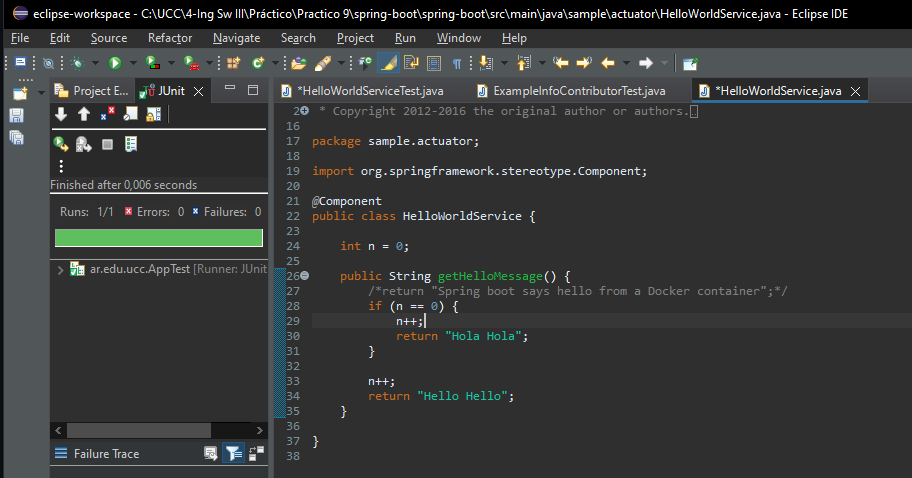 eclipse-workspace - C:\UCC\4-Ing Sw III\Práctico\Practico 9\spring-boot\spring-boot\src\main\java\sample\actuator\HelloWorldService.java - Eclipse IDE
File Edit Source Refactor Navigate Search Project Run Window Help
Project E... JUnit
*HelloWorldServiceTest.java ExampleInfoContributorTest.java *HelloWorldService.java
Finished after 0,006 seconds
Runs: 1/1 Errors: 0 Failures: 0
ar.edu.ucc.AppTest [Runner: JUnit
Failure Trace
2 * Copyright 2012-2016 the original author or authors.
16
17 package sample.actuator;
18
19 import org.springframework.stereotype.Component;
20
21 @Component
22 public class HelloWorldService {
23
24 int n = 0;
25
26 public String getHelloMessage() {
27 /*return "Spring boot says hello from a Docker container";*/
28 if (n == 0) {
29 n++;
30 return "Hola Hola";
31 }
32
33 n++;
34 return "Hello Hello";
35 }
36
37 }
38